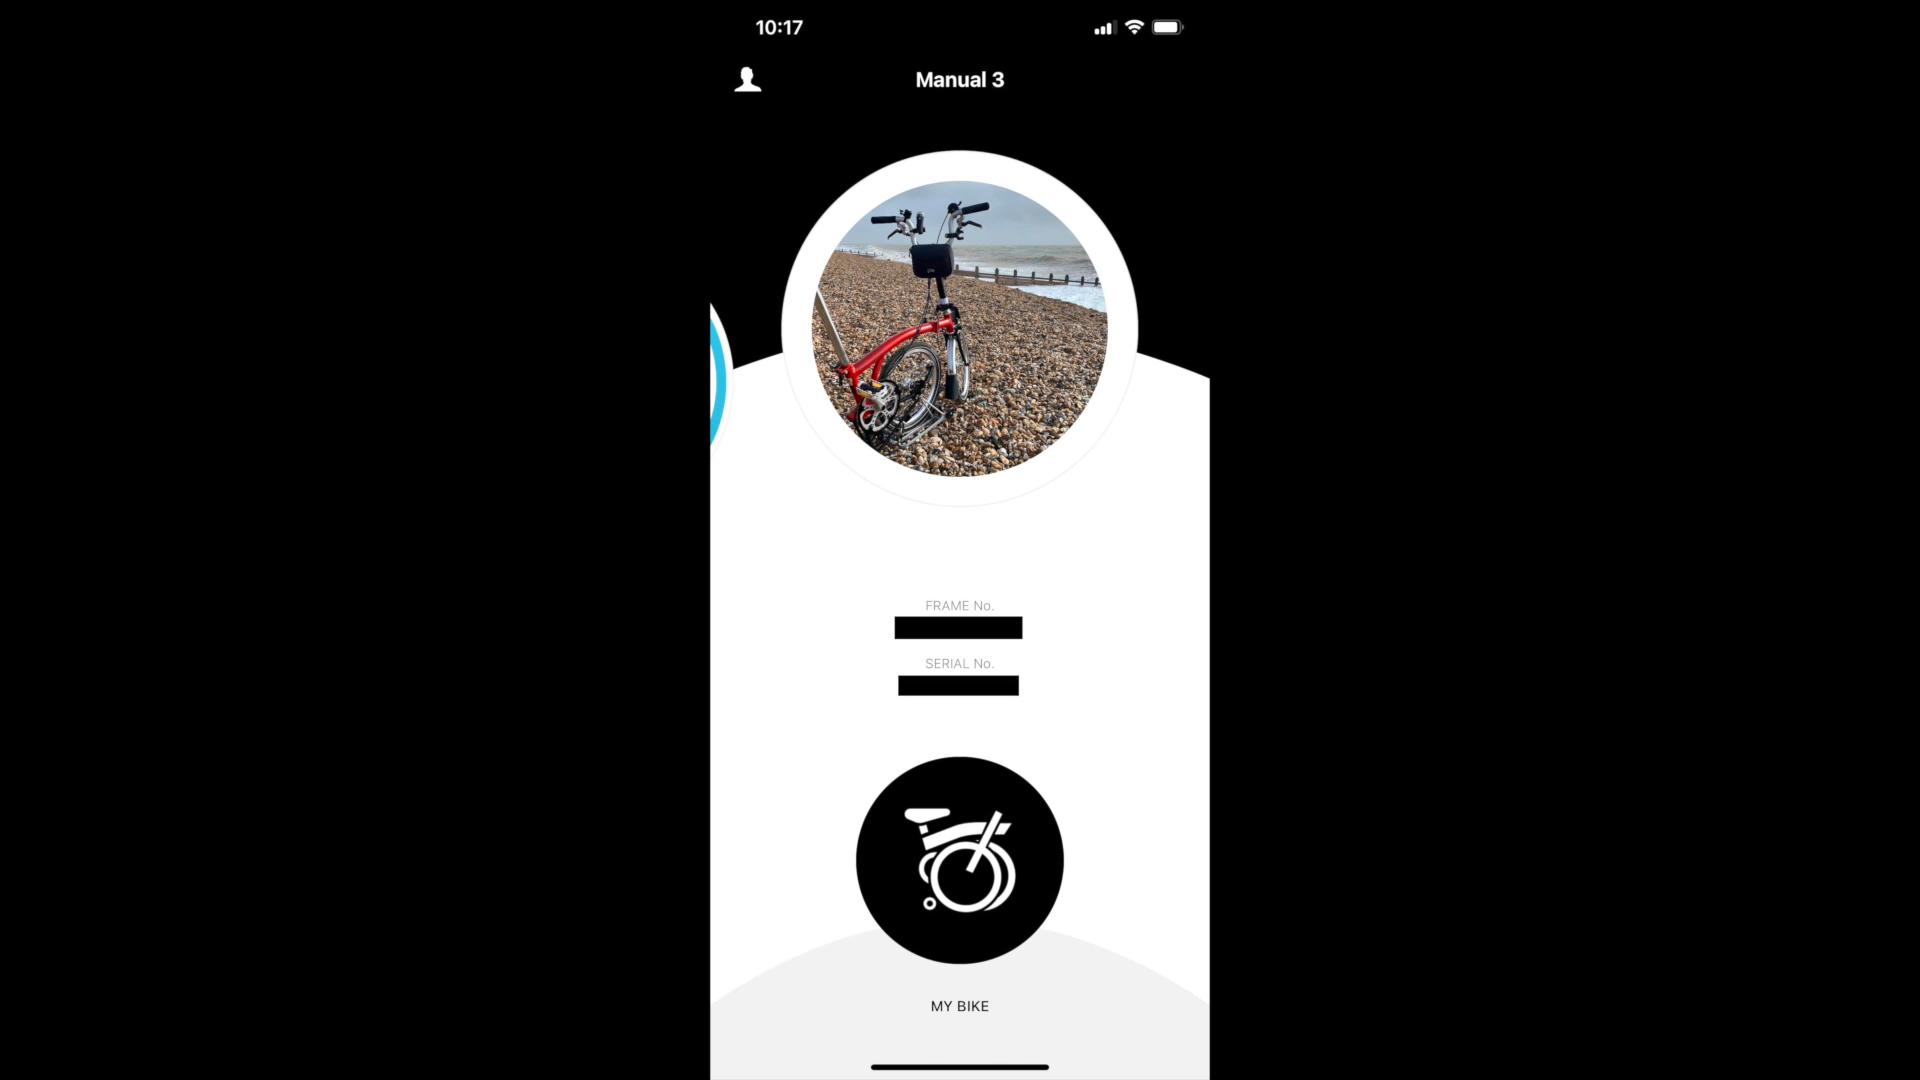 10:17
Manual 3
FRAME No.
SERIAL No.
MY BIKE